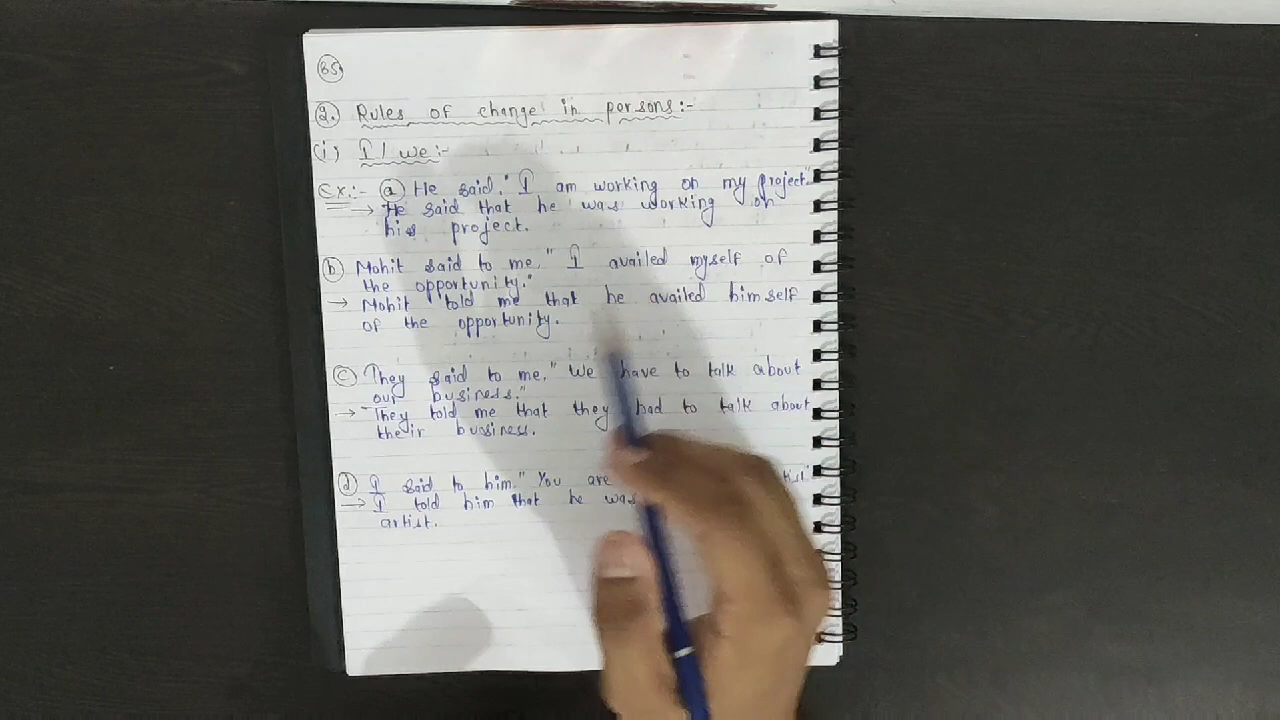 85.
2. Rules of change in persons:-
(i) I / we:-
Ex:- (a) He said, "I am working on my project."
→ He said that he was working on
his project.
(b) Mohit said to me, "I availed myself of
the opportunity."
→ Mohit told me that he availed himself
of the opportunity.
(c) They said to me, "We have to talk about
our business."
→ They told me that they had to talk about
their business.
(d) I said to him, "You are
→ I told him that he was
artist.